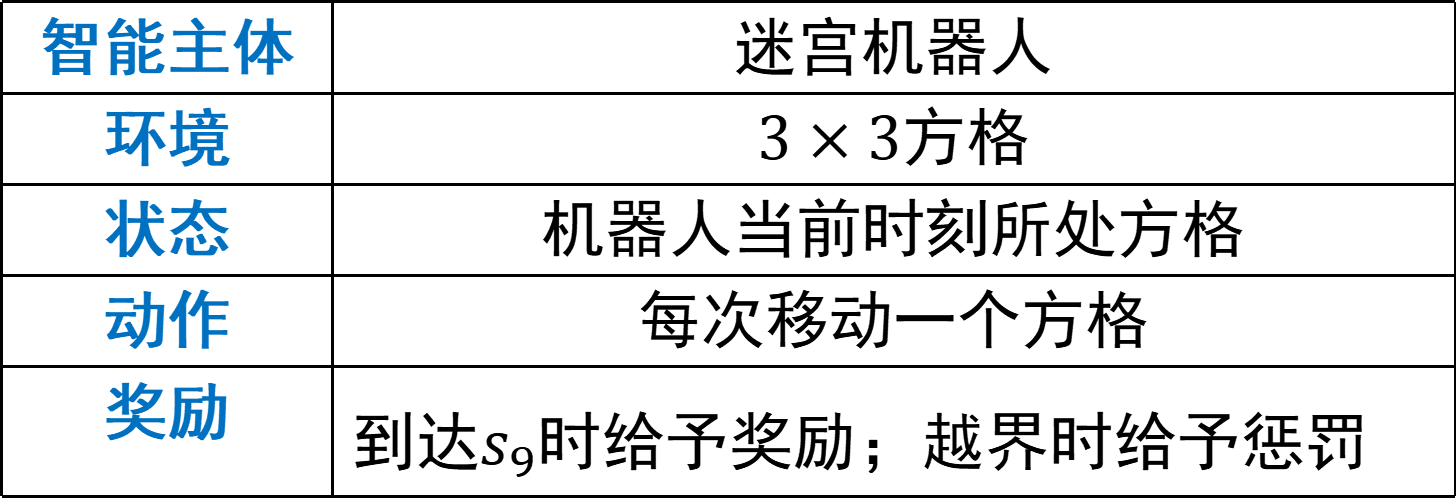 智能主体 迷宫机器人
环境 3 × 3方格
状态 机器人当前时刻所处方格
动作 每次移动一个方格
奖励 到达s₉时给予奖励；越界时给予惩罚